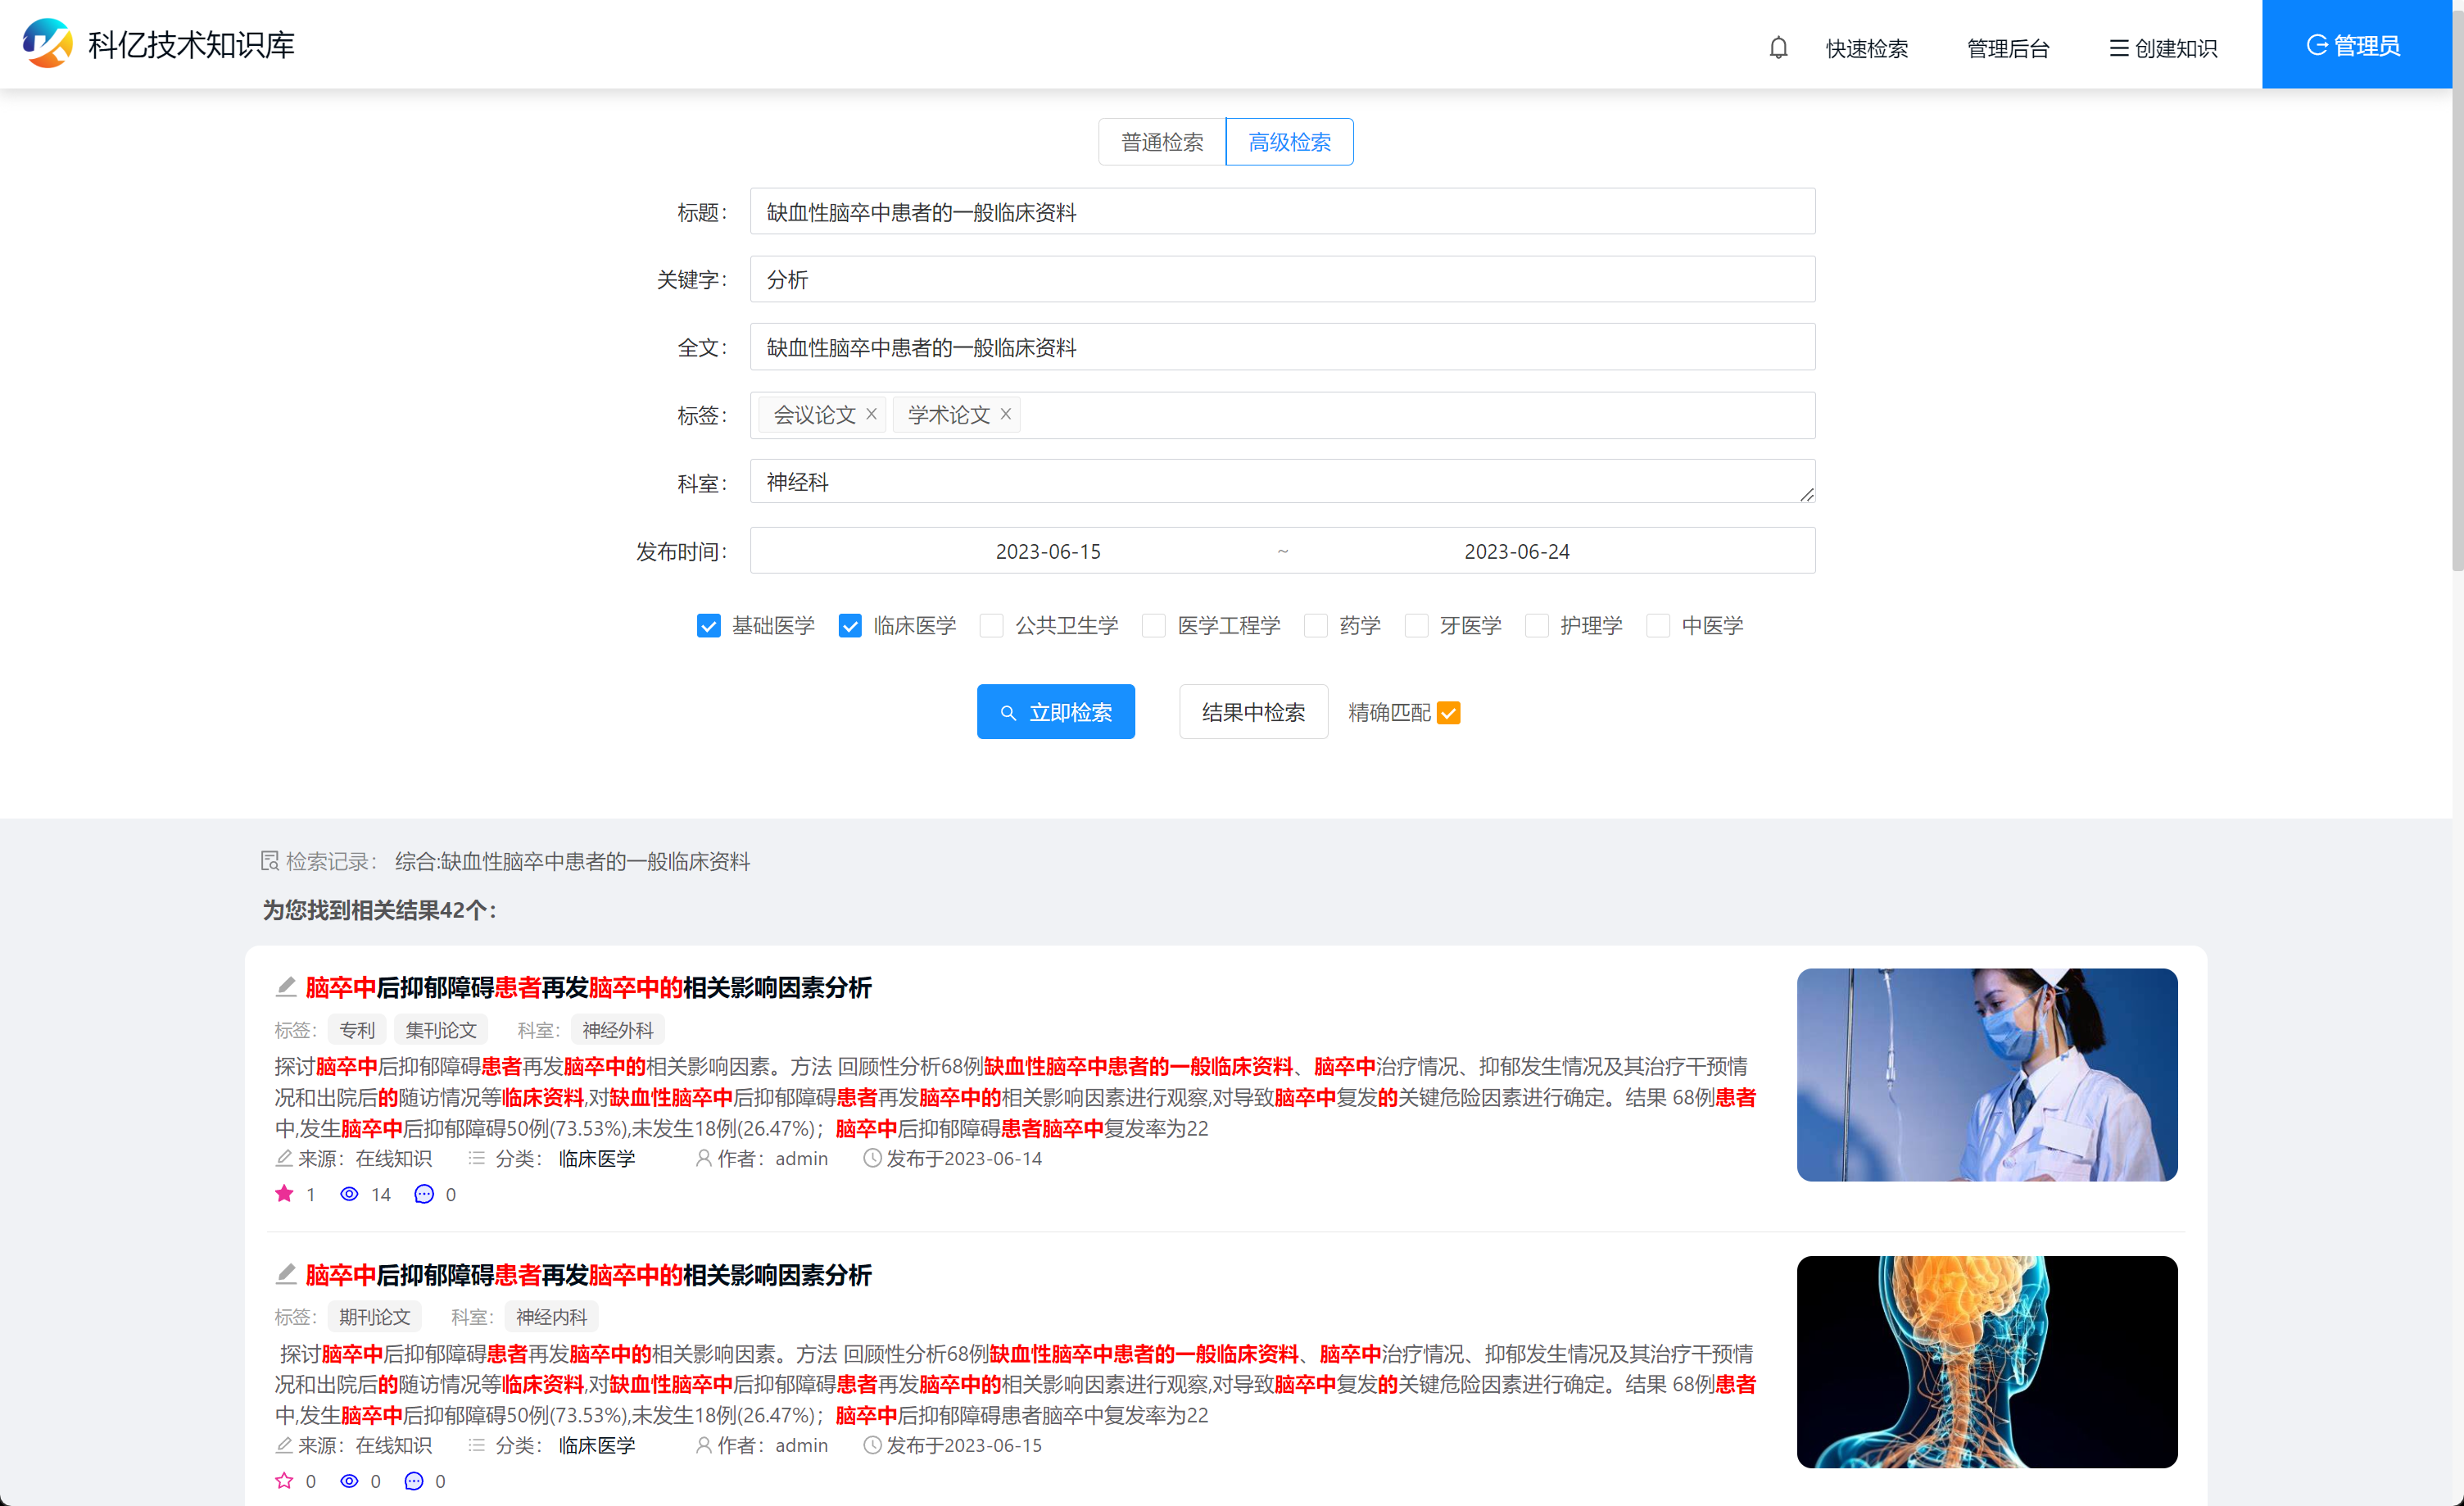 科亿技术知识库
快速检索 管理后台 创建知识 管理员
普通检索 高级检索
标题： 缺血性脑卒中患者的一般临床资料
关键字： 分析
全文： 缺血性脑卒中患者的一般临床资料
标签： 会议论文 学术论文
科室： 神经科
发布时间： 2023-06-15 ~ 2023-06-24
基础医学 临床医学 公共卫生学 医学工程学 药学 牙医学 护理学 中医学
立即检索 结果中检索 精确匹配
检索记录： 综合:缺血性脑卒中患者的一般临床资料
为您找到相关结果42个：
脑卒中后抑郁障碍患者再发脑卒中的相关影响因素分析
标签： 专利 集刊论文 科室： 神经外科
探讨脑卒中后抑郁障碍患者再发脑卒中的相关影响因素。方法 回顾性分析68例缺血性脑卒中患者的一般临床资料、脑卒中治疗情况、抑郁发生情况及其治疗干预情
况和出院后的随访情况等临床资料,对缺血性脑卒中后抑郁障碍患者再发脑卒中的相关影响因素进行观察,对导致脑卒中复发的关键危险因素进行确定。结果 68例患者
中,发生脑卒中后抑郁障碍50例(73.53%),未发生18例(26.47%)；脑卒中后抑郁障碍患者脑卒中复发率为22
来源：在线知识 分类： 临床医学 作者：admin 发布于2023-06-14
1 14 0
脑卒中后抑郁障碍患者再发脑卒中的相关影响因素分析
标签： 期刊论文 科室： 神经内科
探讨脑卒中后抑郁障碍患者再发脑卒中的相关影响因素。方法 回顾性分析68例缺血性脑卒中患者的一般临床资料、脑卒中治疗情况、抑郁发生情况及其治疗干预情
况和出院后的随访情况等临床资料,对缺血性脑卒中后抑郁障碍患者再发脑卒中的相关影响因素进行观察,对导致脑卒中复发的关键危险因素进行确定。结果 68例患者
中,发生脑卒中后抑郁障碍50例(73.53%),未发生18例(26.47%)；脑卒中后抑郁障碍患者脑卒中复发率为22
来源：在线知识 分类： 临床医学 作者：admin 发布于2023-06-15
0 0 0